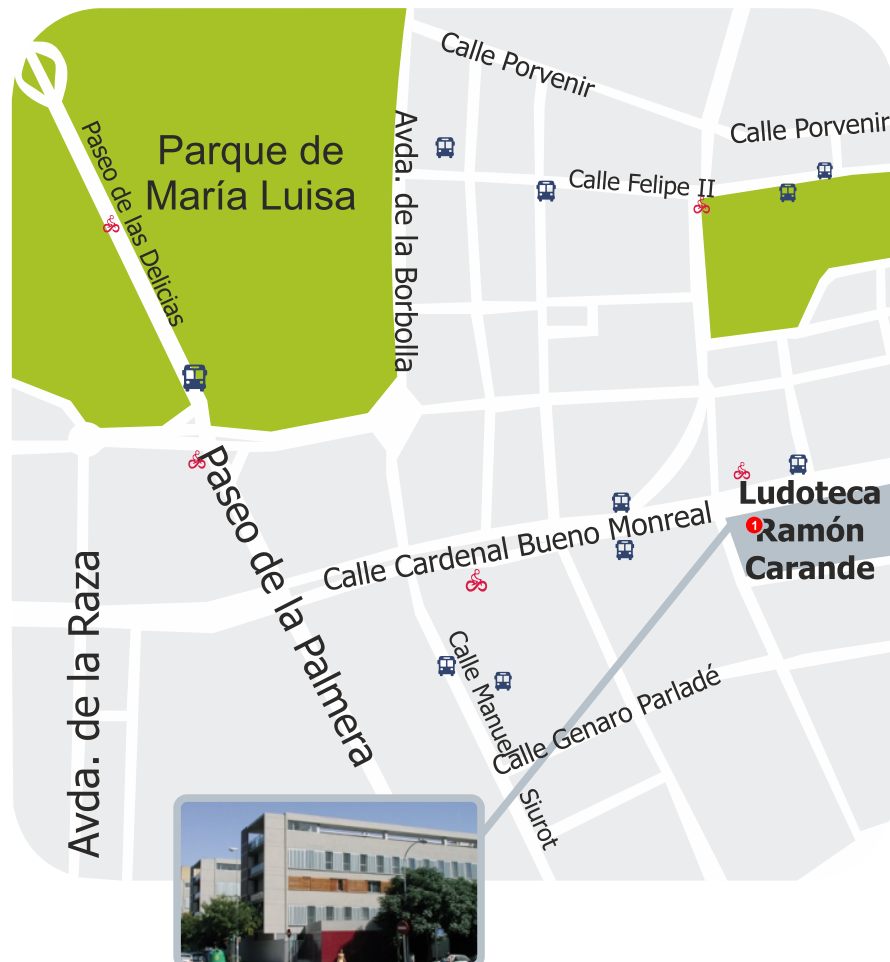 Calle Porvenir
Calle Porvenir
Parque de
María Luisa
Paseo de las Delicias
Avda. de la Borbolla
Calle Felipe II
Paseo de la Palmera
Calle Cardenal Bueno Monreal
Ludoteca
1
Ramón
Carande
Avda. de la Raza
Calle Manuel Siurot
Calle Genaro Parladé